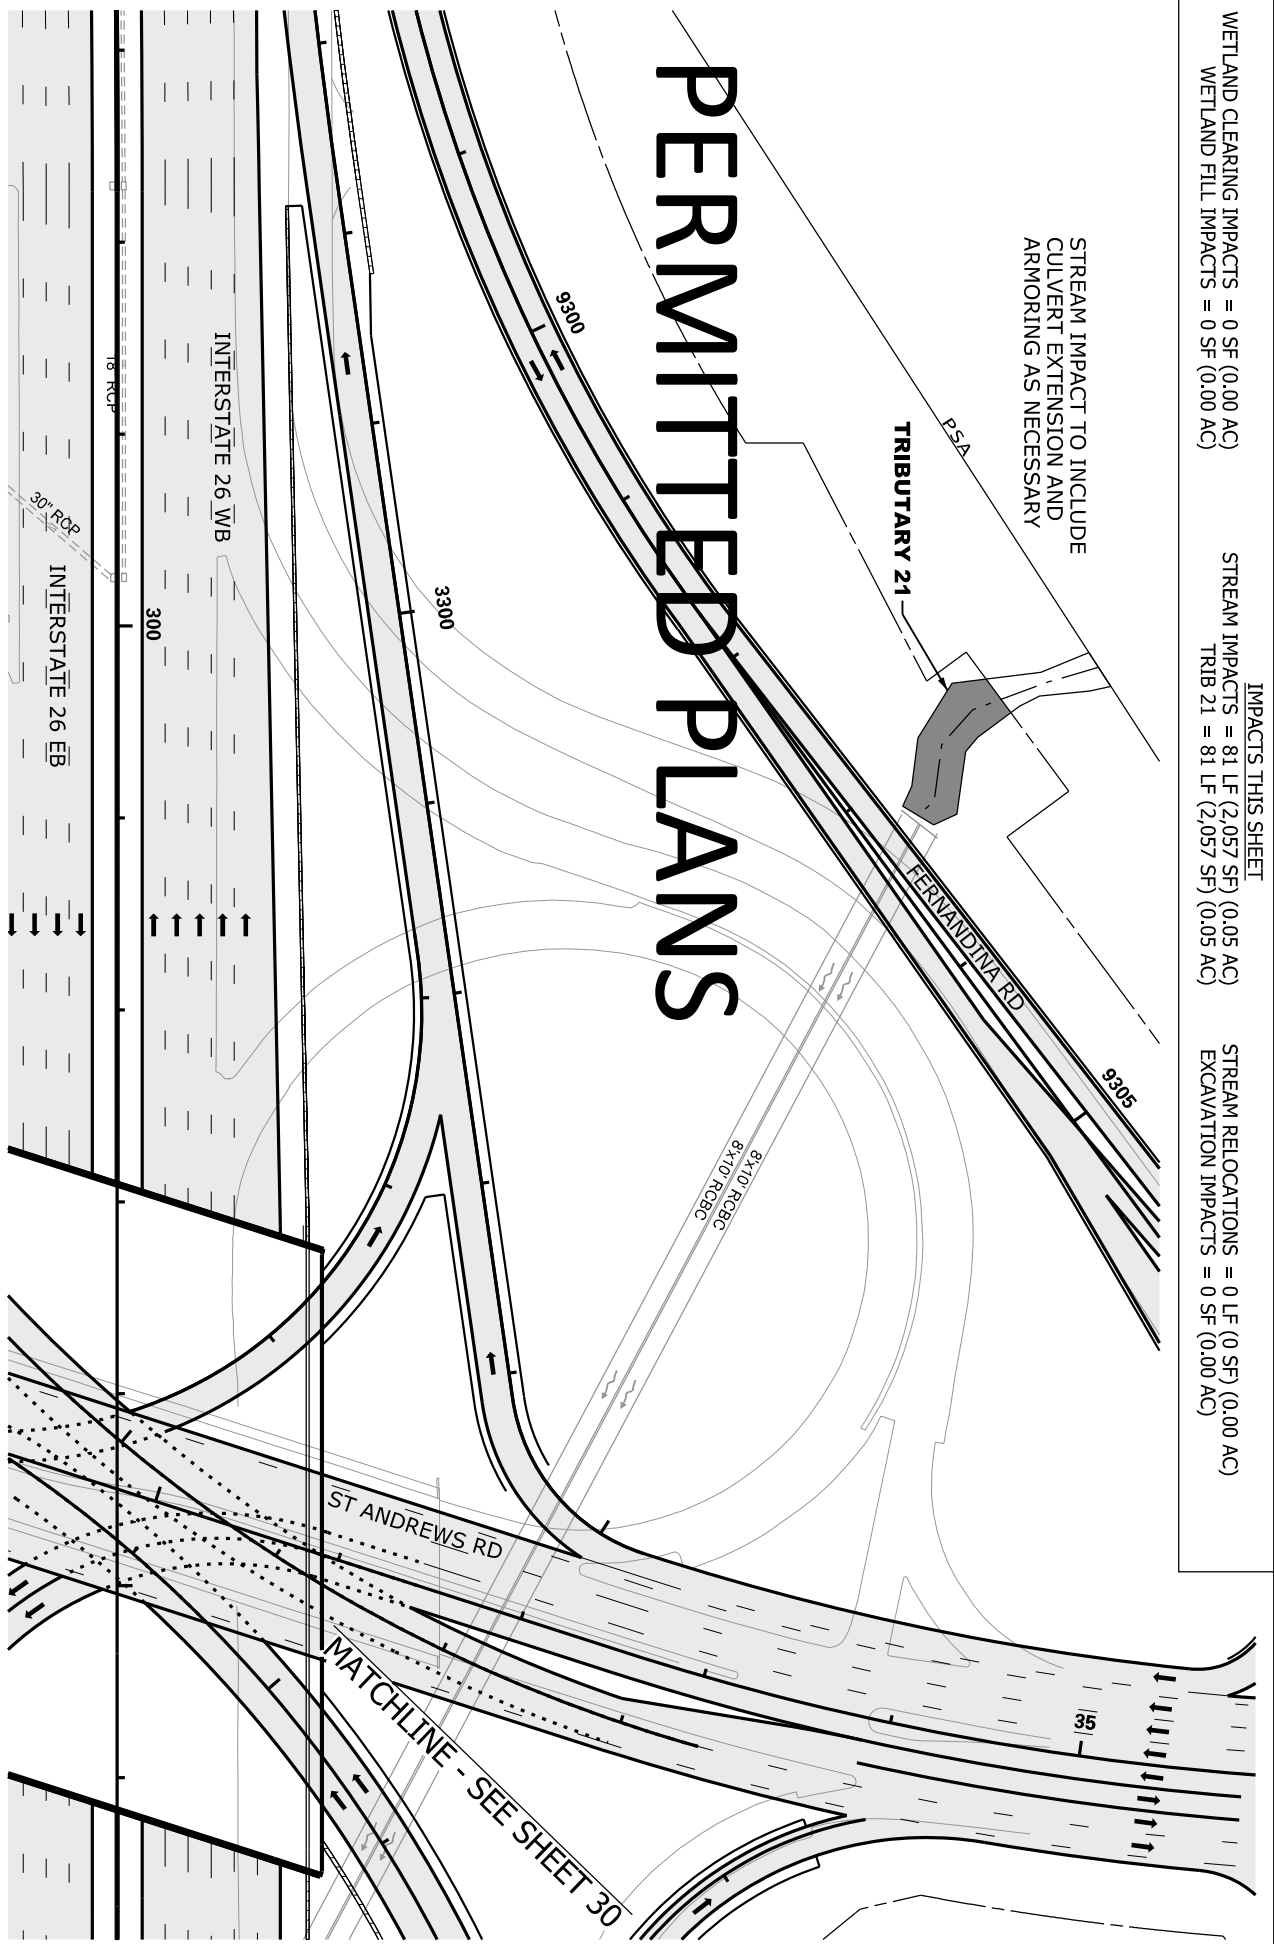 IMPACTS THIS SHEET
WETLAND CLEARING IMPACTS = 0 SF (0.00 AC)
WETLAND FILL IMPACTS = 0 SF (0.00 AC)
STREAM IMPACTS = 81 LF (2,057 SF) (0.05 AC)
TRIB 21 = 81 LF (2,057 SF) (0.05 AC)
STREAM RELOCATIONS = 0 LF (0 SF) (0.00 AC)
EXCAVATION IMPACTS = 0 SF (0.00 AC)
STREAM IMPACT TO INCLUDE
CULVERT EXTENSION AND
ARMORING AS NECESSARY
PSA
TRIBUTARY 21
PERMITTED PLANS
9300
FERNANDINA RD
9305
8'x10' RCBC
8'x10' RCBC
3300
INTERSTATE 26 WB
18" RCP
300
30" RCP
INTERSTATE 26 EB
ST ANDREWS RD
35
MATCHLINE - SEE SHEET 30